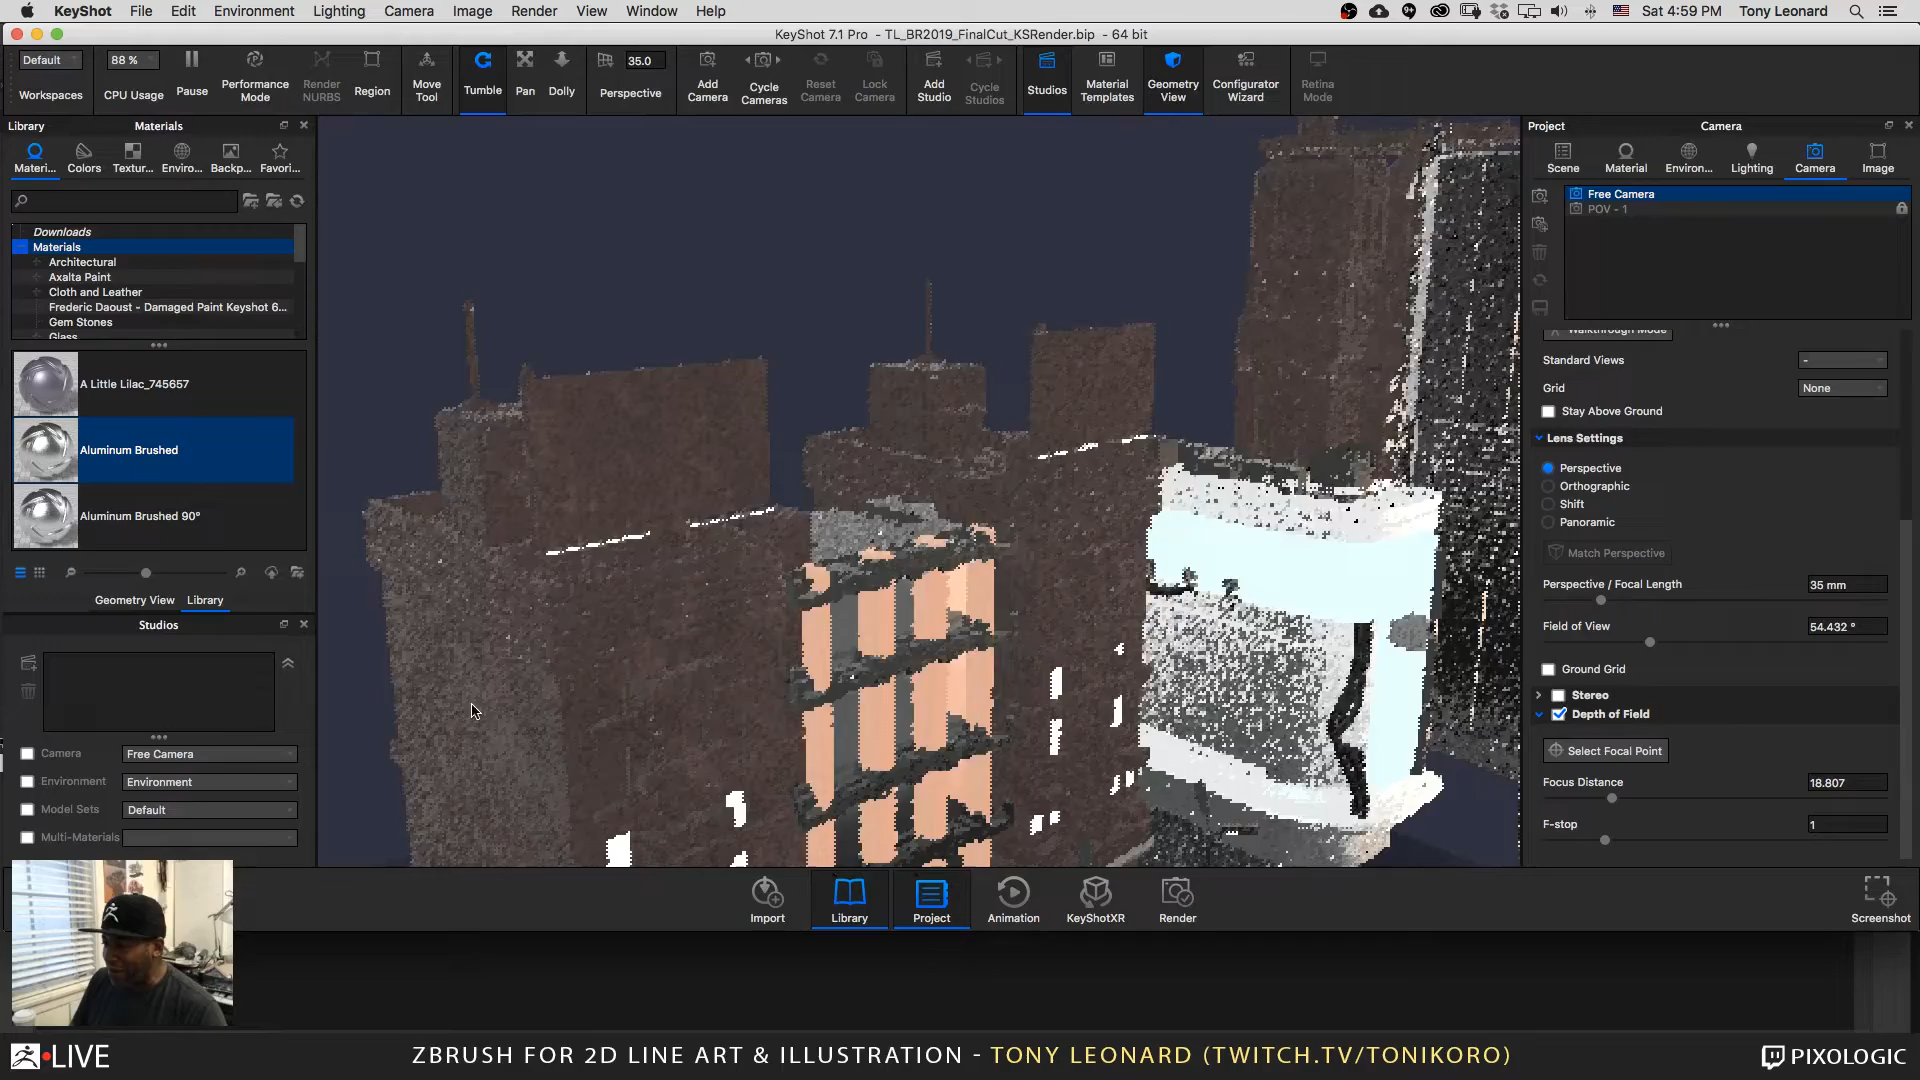 KeyShot File Edit Environment Lighting Camera Image Render View Window Help
Sat 4:59 PM Tony Leonard
KeyShot 7.1 Pro - TL_BR2019_FinalCut_KSRender.bip - 64 bit
Default
88 %
35.0
Workspaces
CPU Usage
Pause
Performance Mode
Render NURBS
Region
Move Tool
Tumble
Pan
Dolly
Perspective
Add Camera
Cycle Cameras
Reset Camera
Lock Camera
Add Studio
Cycle Studios
Studios
Material Templates
Geometry View
Configurator Wizard
Retina Mode
Library
Materials
Materi...
Colors
Textur...
Enviro...
Backp...
Favori...
Downloads
Materials
Architectural
Axalta Paint
Cloth and Leather
Frederic Daoust - Damaged Paint Keyshot 6...
Gem Stones
Glass
A Little Lilac_745657
Aluminum Brushed
Aluminum Brushed 90°
Geometry View
Library
Studios
Camera
Free Camera
Environment
Environment
Model Sets
Default
Multi-Materials
Project
Camera
Scene
Material
Environ...
Lighting
Camera
Image
Free Camera
POV - 1
Walkthrough Mode
Standard Views
-
Grid
None
Stay Above Ground
Lens Settings
Perspective
Orthographic
Shift
Panoramic
Match Perspective
Perspective / Focal Length
35 mm
Field of View
54.432 °
Ground Grid
Stereo
Depth of Field
Select Focal Point
Focus Distance
18.807
F-stop
1
Import
Library
Project
Animation
KeyShotXR
Render
Screenshot
LIVE
ZBRUSH FOR 2D LINE ART & ILLUSTRATION - TONY LEONARD (TWITCH.TV/TONIKORO)
PIXOLOGIC